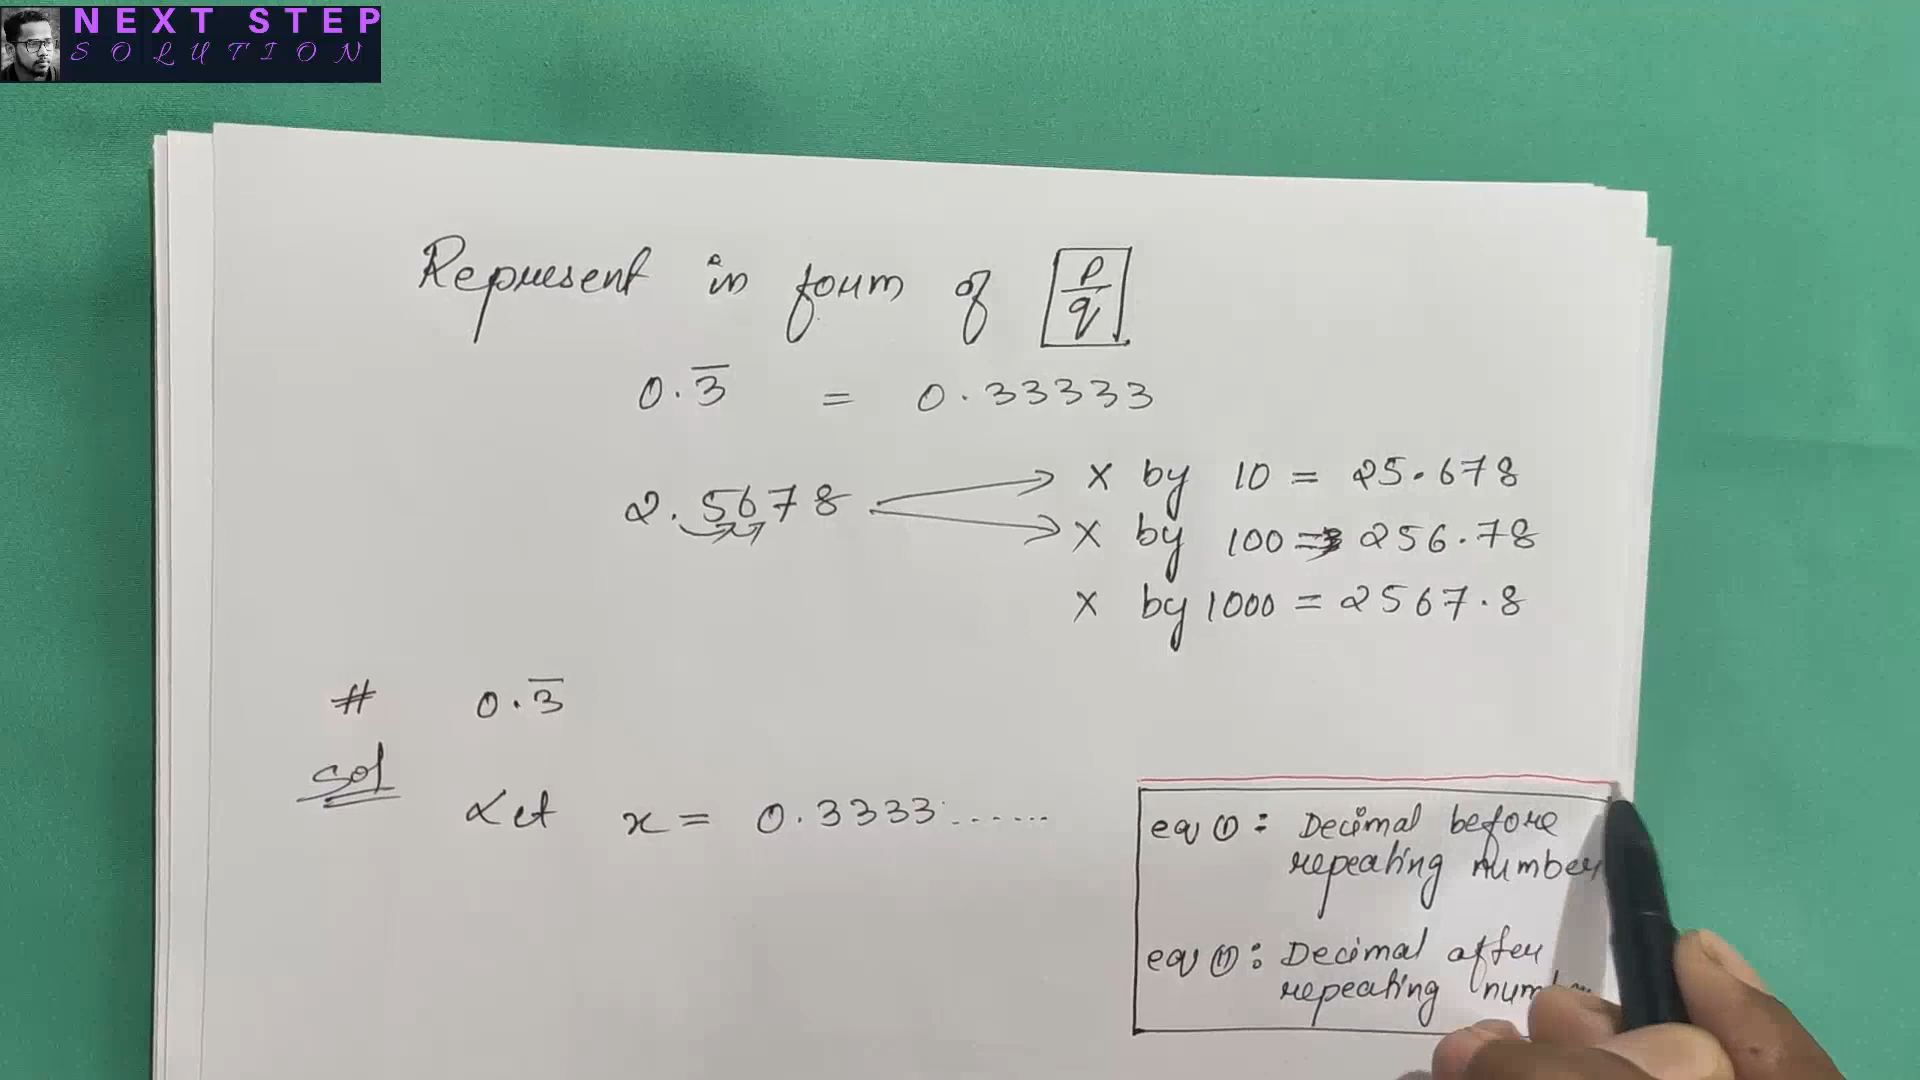 NEXT STEP
SOLUTION
Represent in form of p/q
0.3̅ = 0.33333
2.5678 × by 10 = 25.678
× by 100 = 256.78
× by 1000 = 2567.8
# 0.3̅
Sol
Let x = 0.3333......
eq ①: Decimal before
repeating number
eq ⑪: Decimal after
repeating